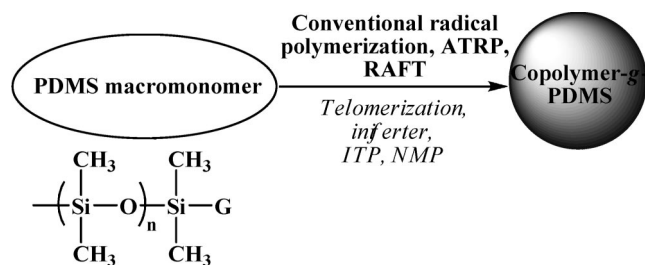 Conventional radical
polymerization, ATRP,
RAFT
PDMS macromonomer
Copolymer-g-
PDMS
Telomerization,
iniferter,
ITP, NMP
CH3 CH3
Si O Si G
n
CH3 CH3